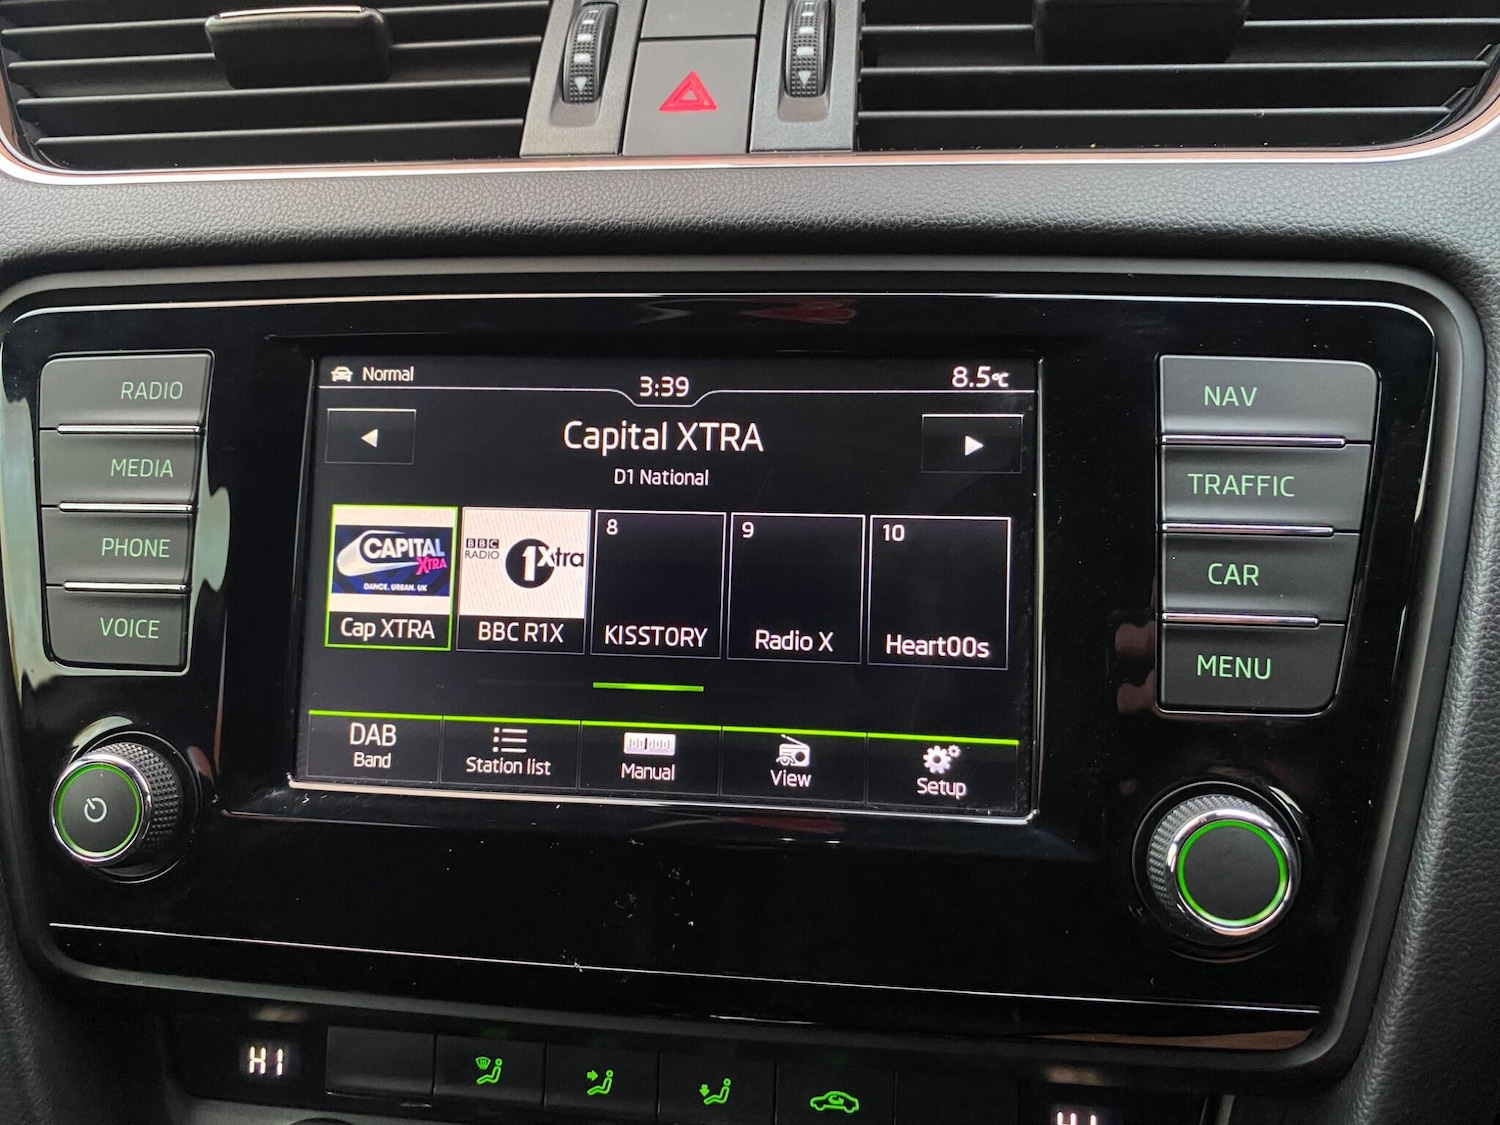 RADIO
MEDIA
PHONE
VOICE
Normal
3:39
8.5°C
Capital XTRA
D1 National
CAPITAL
XTRA
DANCE. URBAN. UK
Cap XTRA
BBC
RADIO
1Xtra
BBC R1X
8
KISSTORY
9
Radio X
10
Heart00s
DAB
Band
Station list
Manual
View
Setup
NAV
TRAFFIC
CAR
MENU
HI